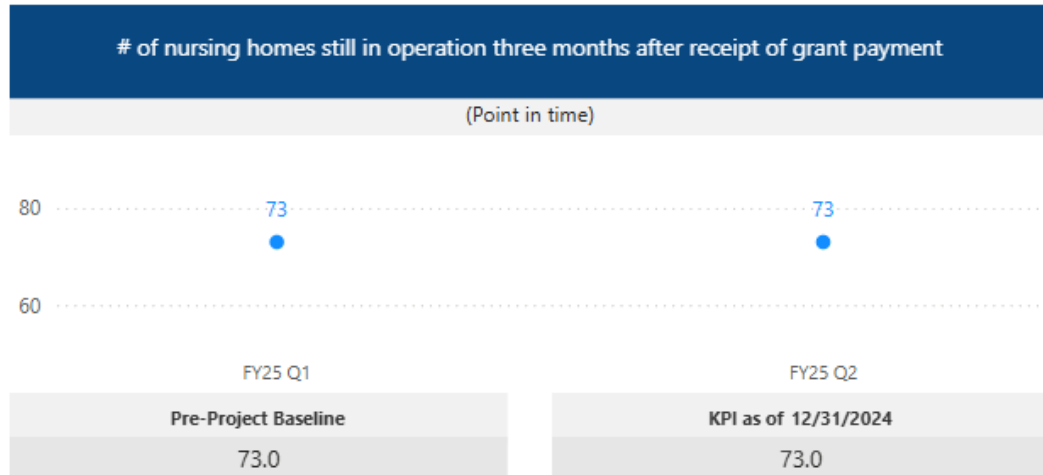 # of nursing homes still in operation three months after receipt of grant payment
(Point in time)
80
73
73
60
FY25 Q1
FY25 Q2
Pre-Project Baseline
KPI as of 12/31/2024
73.0
73.0